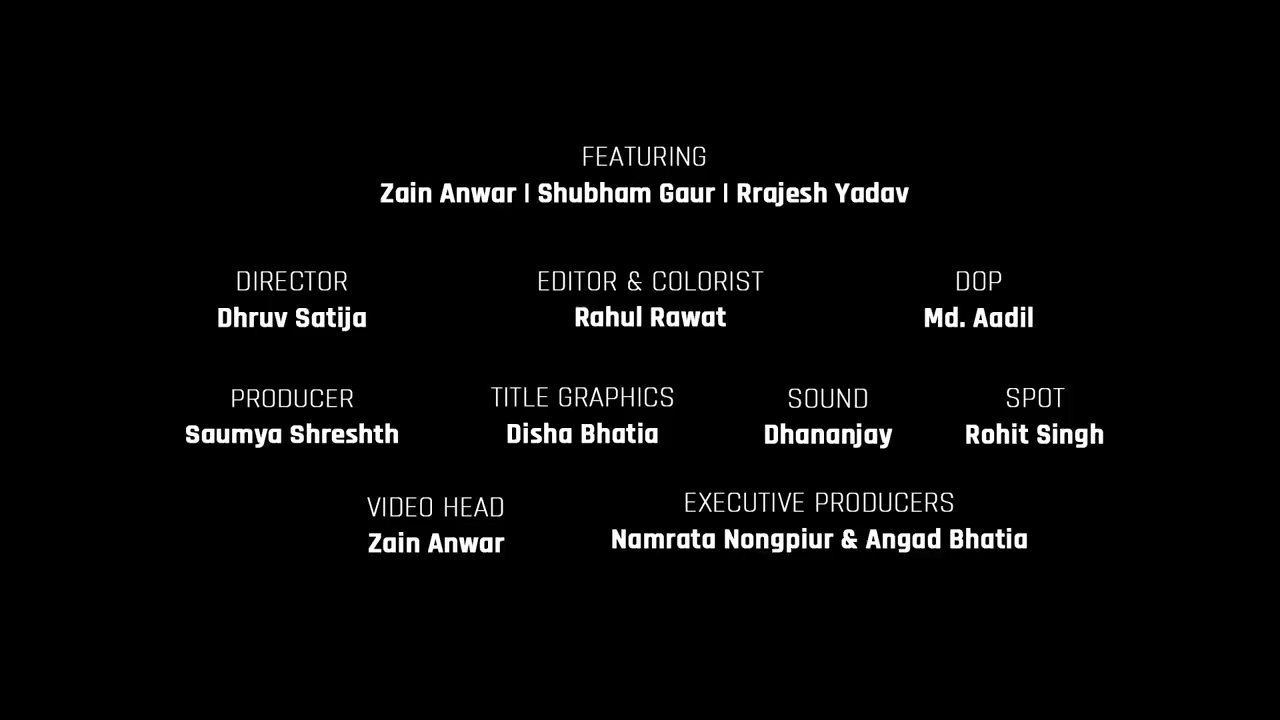 FEATURING
Zain Anwar | Shubham Gaur | Rrajesh Yadav
DIRECTOR EDITOR & COLORIST DOP
Dhruv Satija Rahul Rawat Md. Aadil
PRODUCER TITLE GRAPHICS SOUND SPOT
Saumya Shreshth Disha Bhatia Dhananjay Rohit Singh
VIDEO HEAD EXECUTIVE PRODUCERS
Zain Anwar Namrata Nongpiur & Angad Bhatia